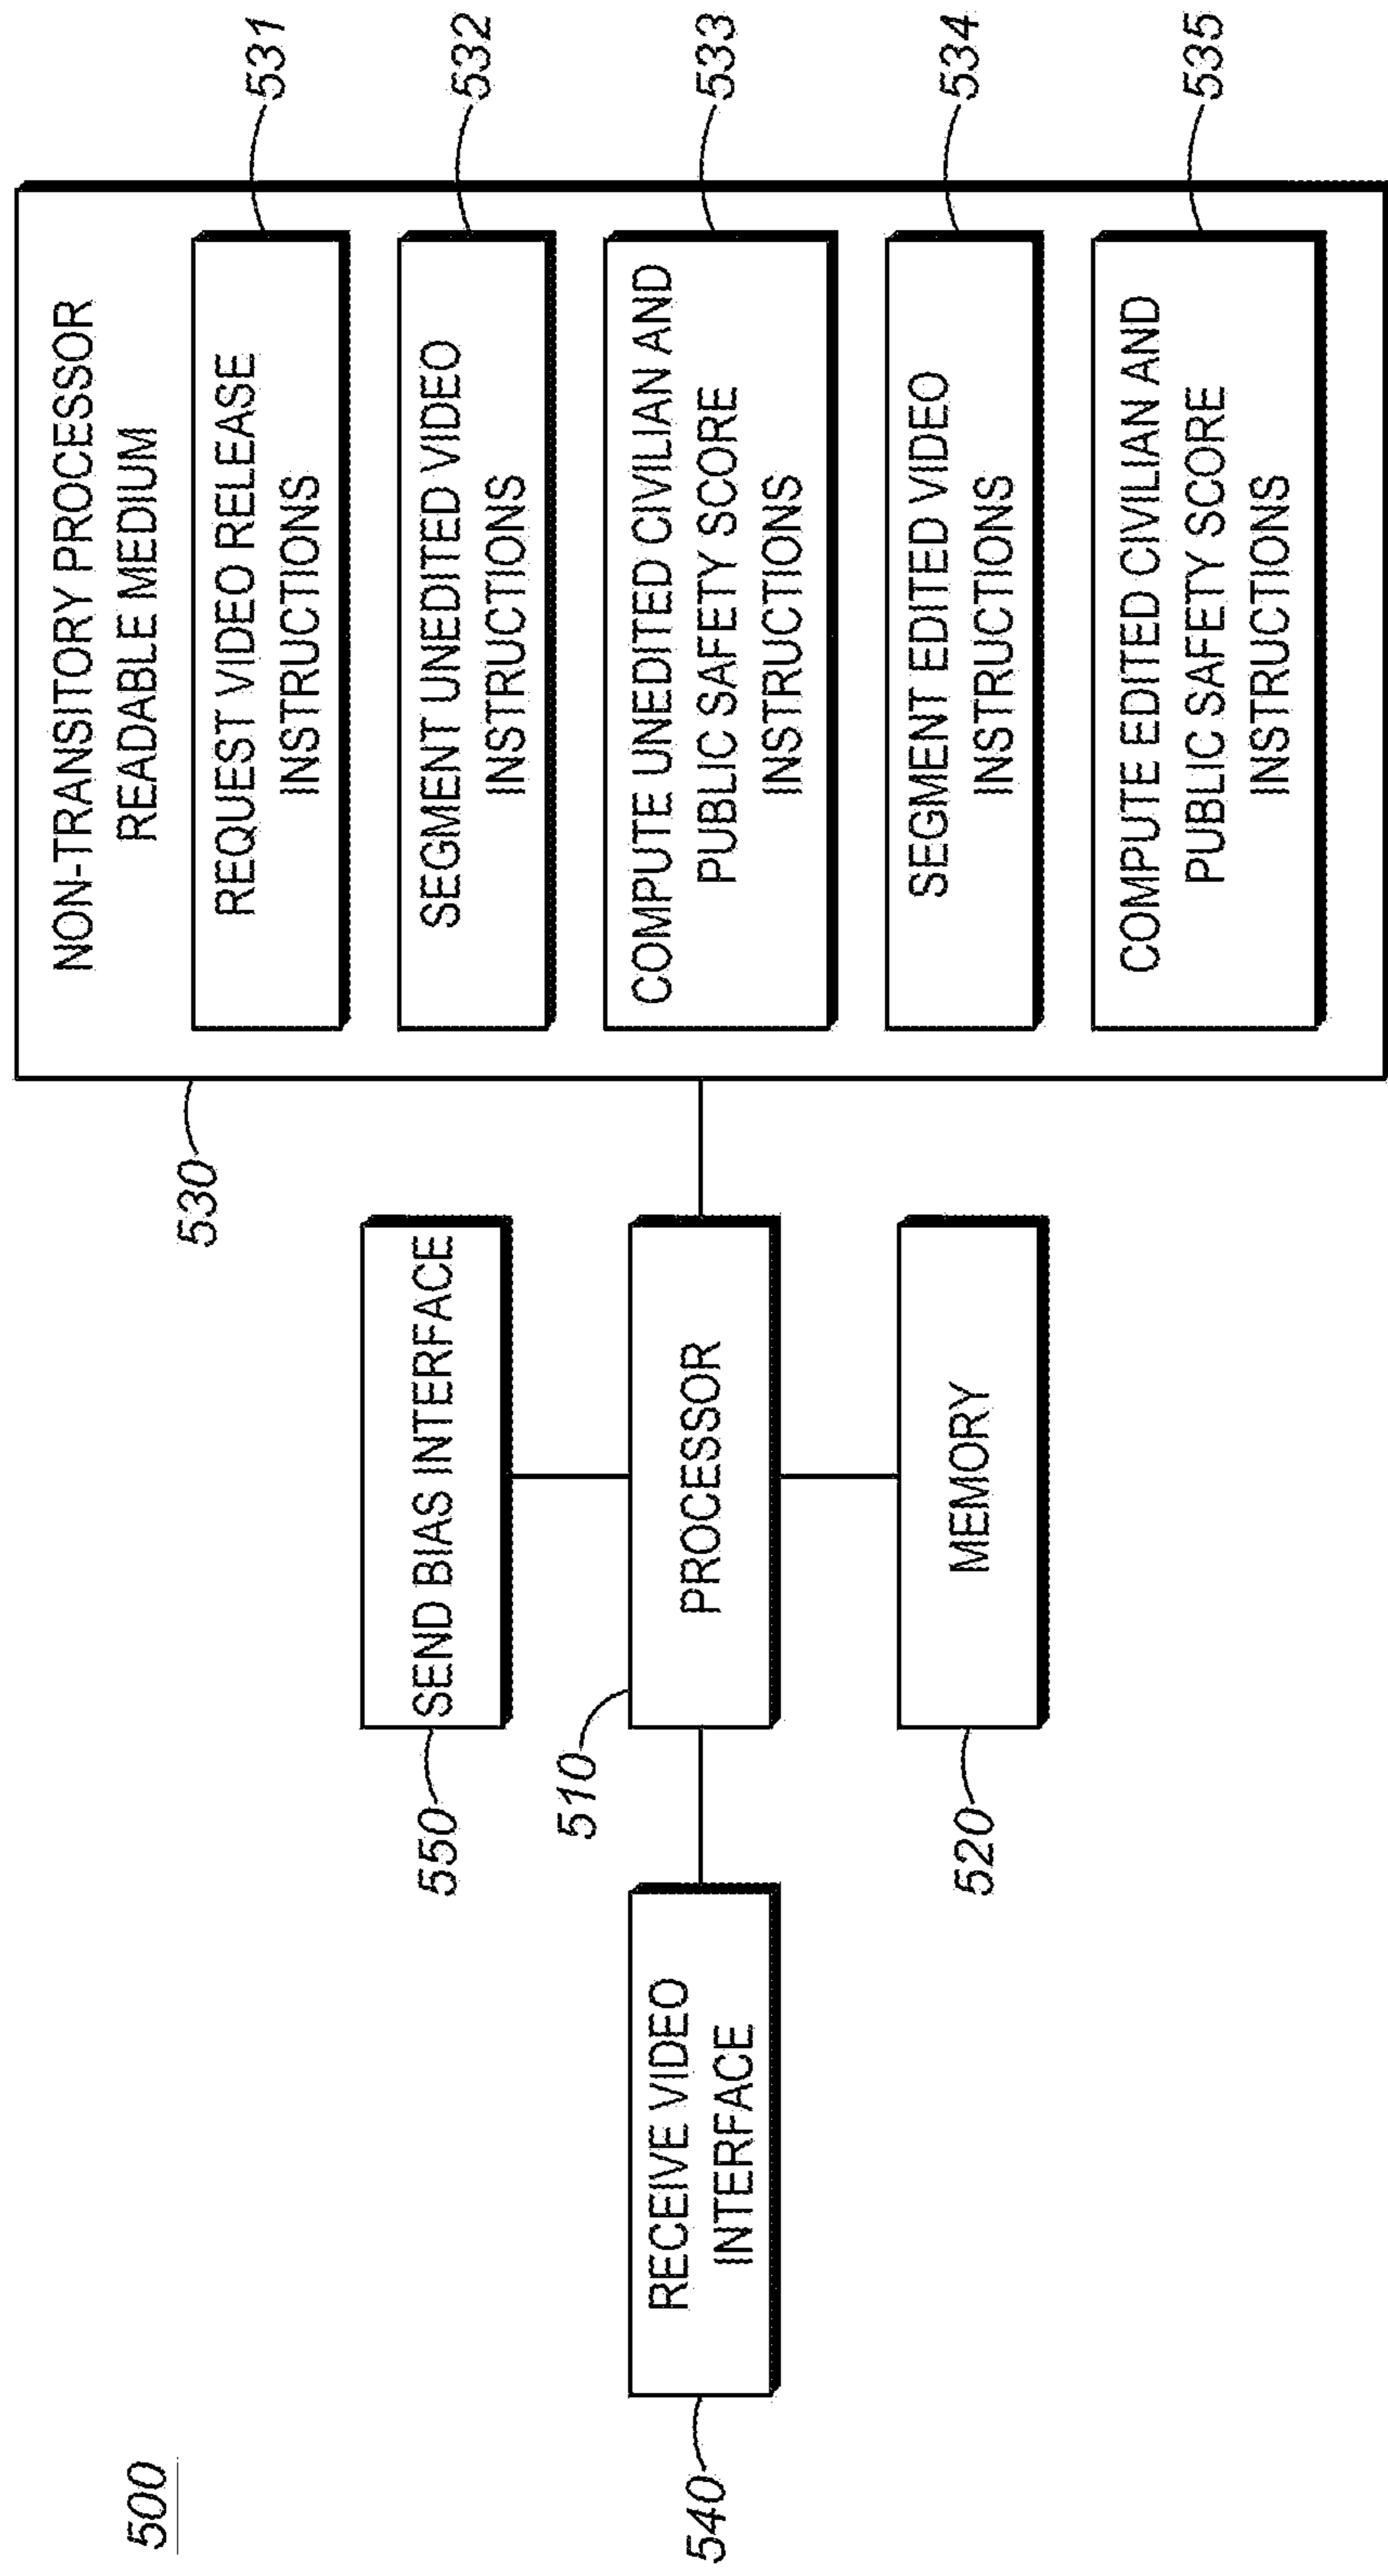 500
NON-TRANSITORY PROCESSOR
READABLE MEDIUM
530
REQUEST VIDEO RELEASE
INSTRUCTIONS
531
SEGMENT UNEDITED VIDEO
INSTRUCTIONS
532
COMPUTE UNEDITED CIVILIAN AND
PUBLIC SAFETY SCORE
INSTRUCTIONS
533
SEGMENT EDITED VIDEO
INSTRUCTIONS
534
COMPUTE EDITED CIVILIAN AND
PUBLIC SAFETY SCORE
INSTRUCTIONS
535
SEND BIAS INTERFACE
550
510
PROCESSOR
RECEIVE VIDEO
INTERFACE
540
MEMORY
520